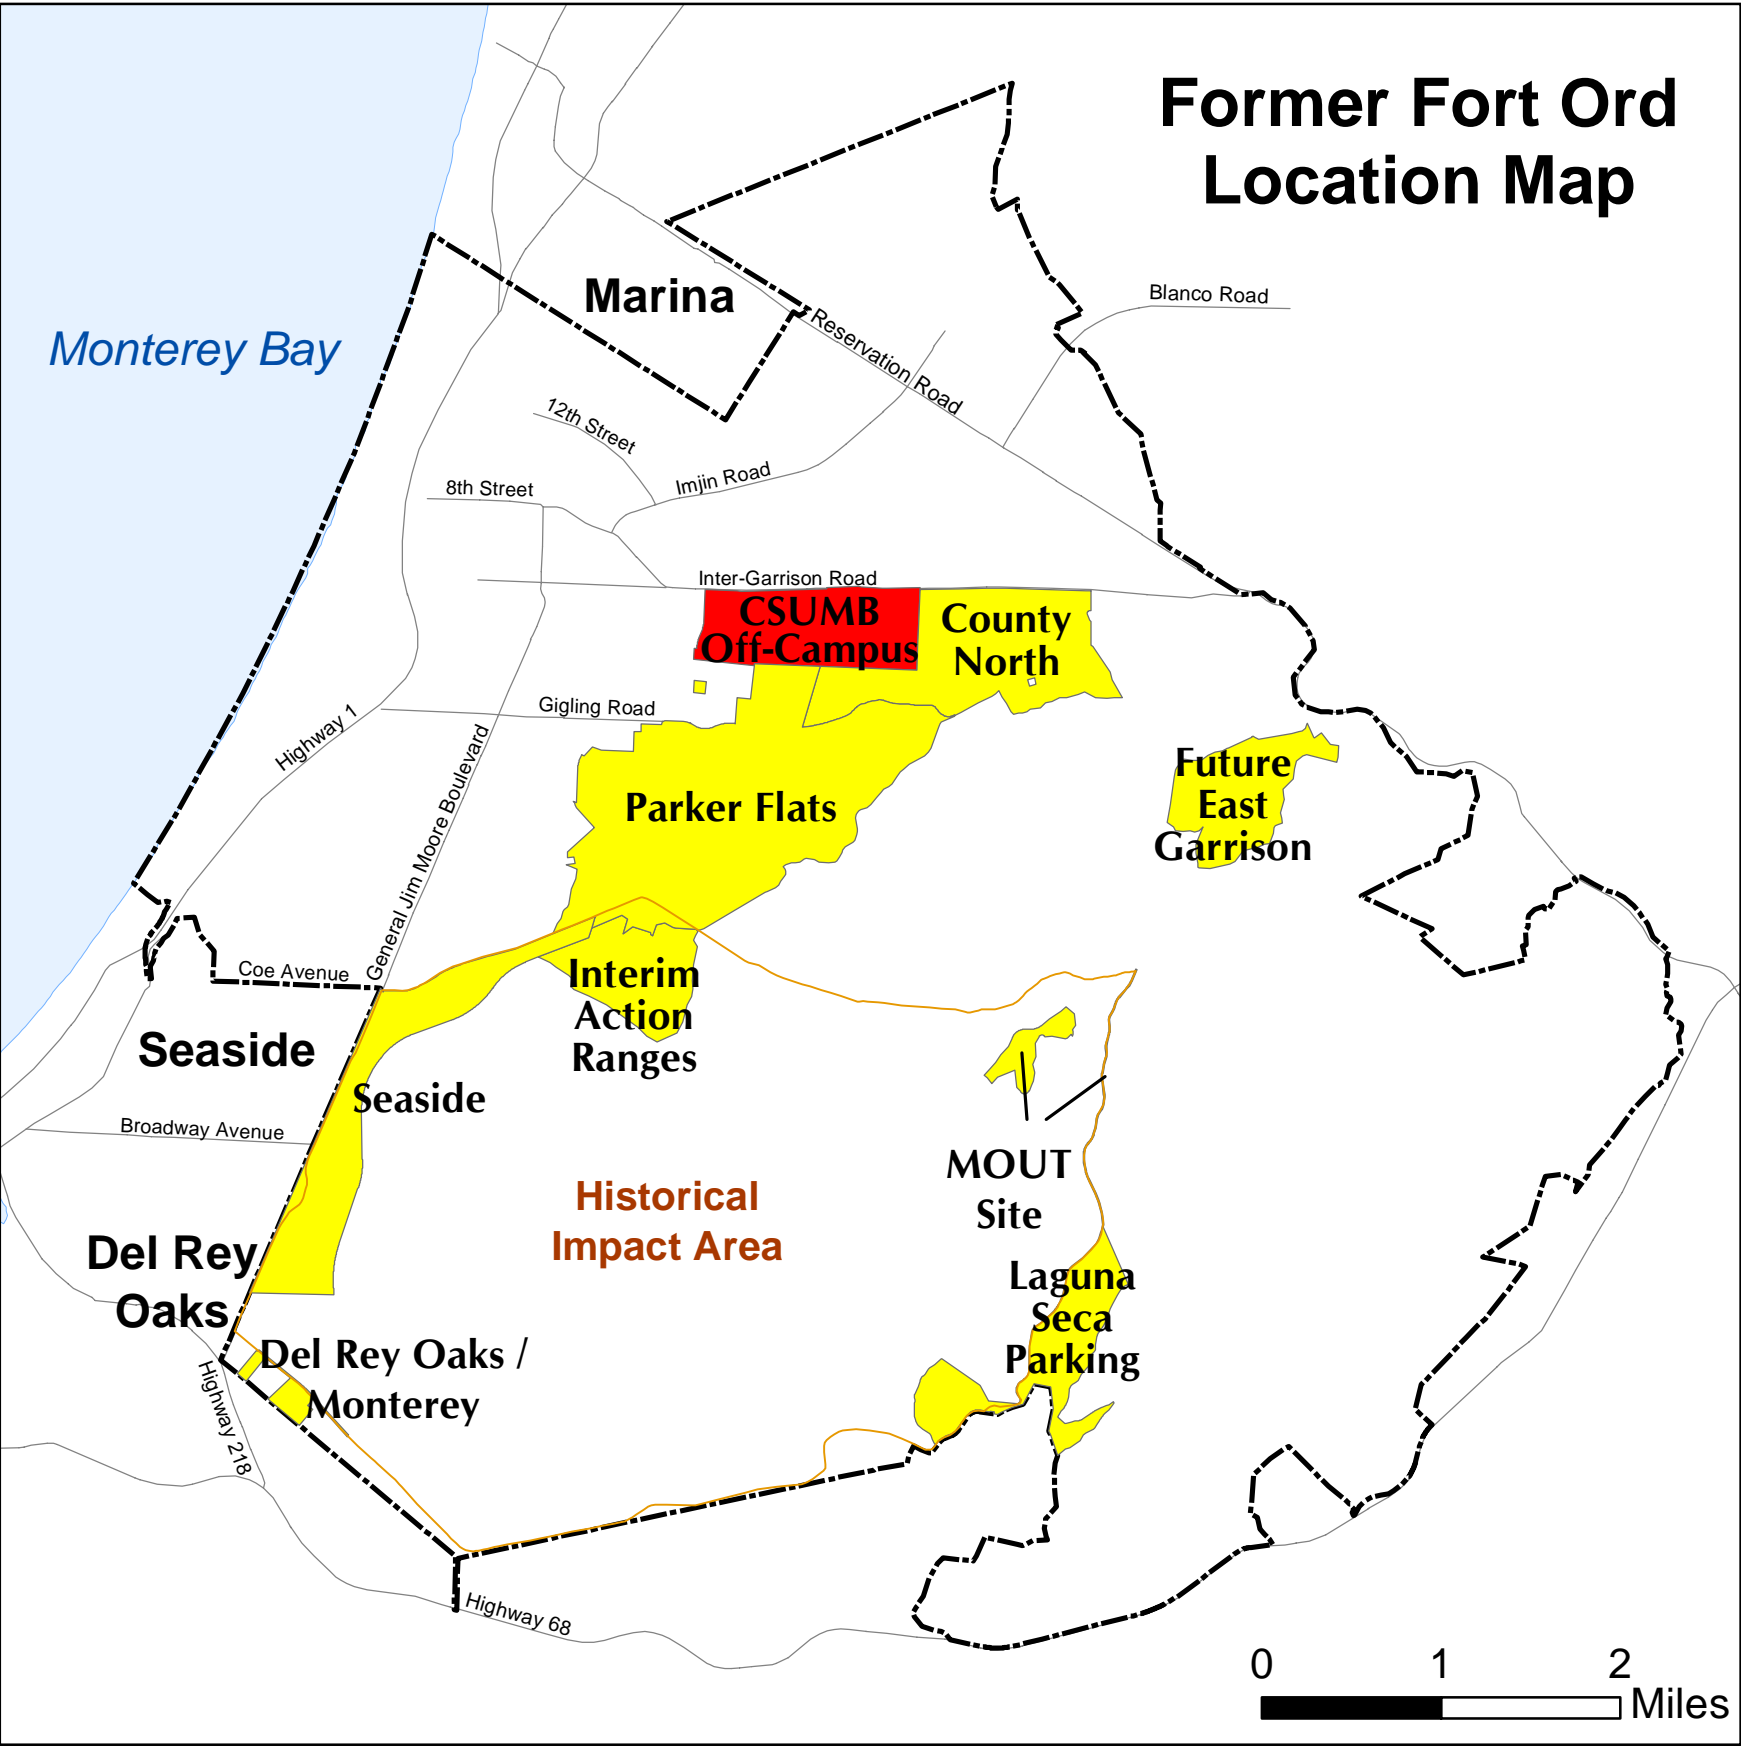 Former Fort Ord
Location Map
Marina
Blanco Road
Monterey Bay
Reservation Road
12th Street
Imjin Road
8th Street
Inter-Garrison Road
CSUMB
Off-Campus
County
North
Gigling Road
Highway 1
General Jim Moore Boulevard
Parker Flats
Future
East
Garrison
Coe Avenue
Interim
Action
Ranges
Seaside
Seaside
Broadway Avenue
MOUT
Site
Historical
Impact Area
Del Rey
Oaks
Laguna
Seca
Parking
Del Rey Oaks /
Monterey
Highway 218
Highway 68
0 1 2
Miles